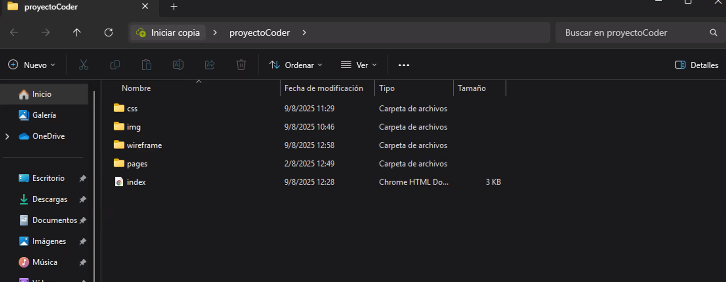 proyectoCoder
Iniciar copia proyectoCoder Buscar en proyectoCoder
Nuevo Ordenar Ver Detalles
Nombre Fecha de modificación Tipo Tamaño
Inicio
Galería
OneDrive
Escritorio
Descargas
Documentos
Imágenes
Música
css 9/8/2025 11:29 Carpeta de archivos
img 9/8/2025 10:46 Carpeta de archivos
wireframe 9/8/2025 12:58 Carpeta de archivos
pages 2/8/2025 12:49 Carpeta de archivos
index 9/8/2025 12:28 Chrome HTML Do... 3 KB